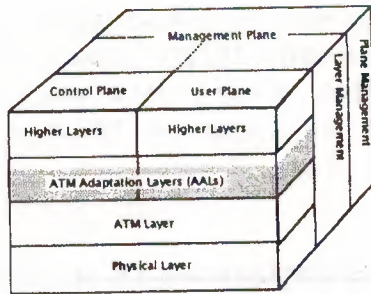 Management Plane
Control Plane
User Plane
Higher Layers
Higher Layers
ATM Adaptation Layers (AALs)
ATM Layer
Physical Layer
Layer Management
Plane Management